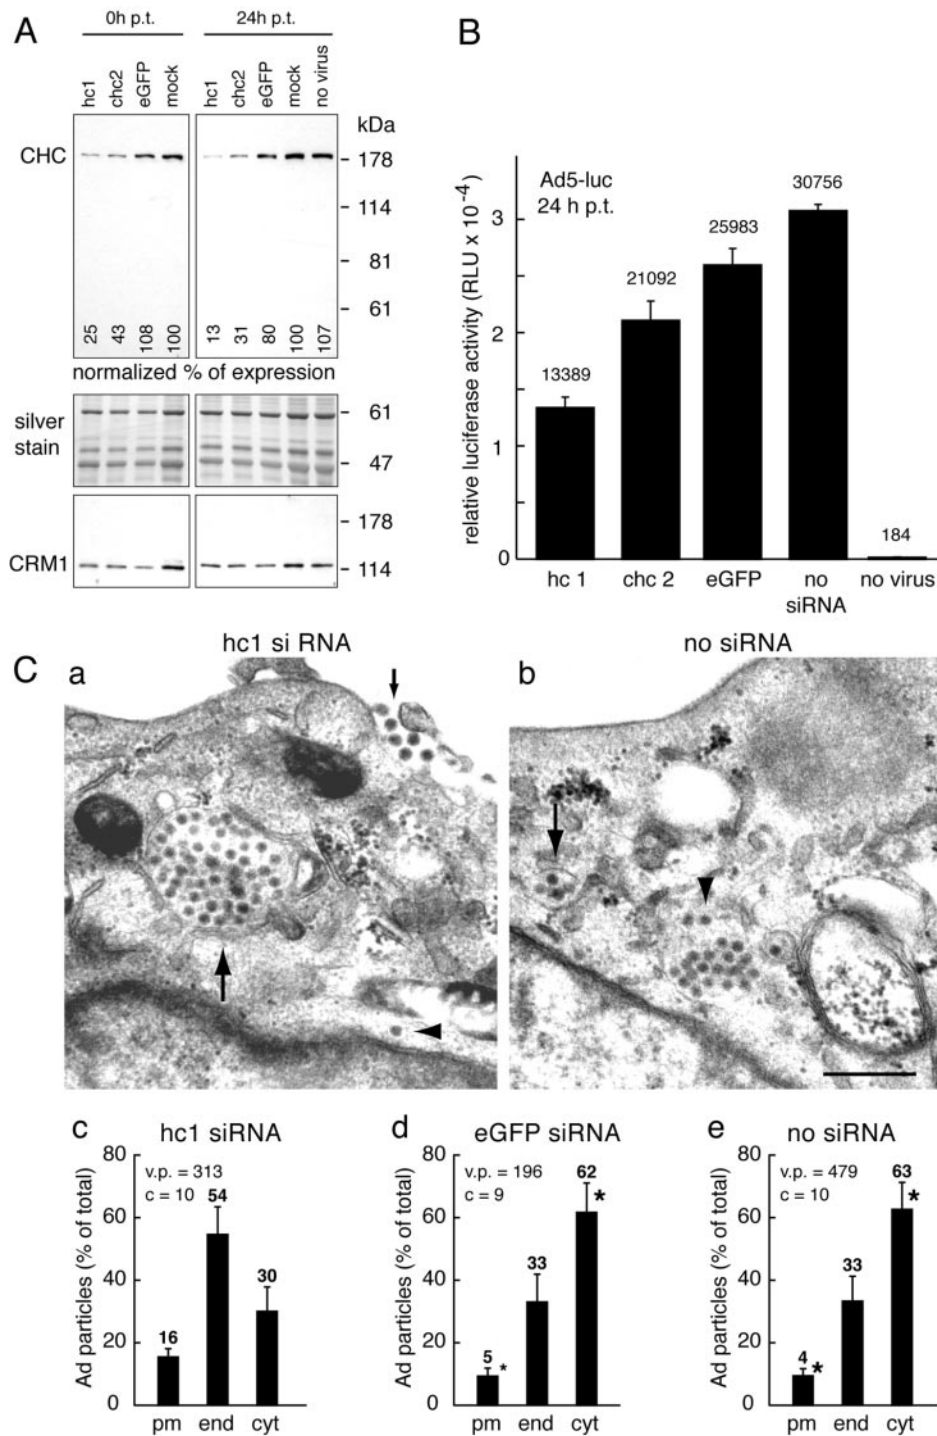 A
0h p.t.
24h p.t.
hc1
chc2
eGFP
mock
hc1
chc2
eGFP
mock
no virus
kDa
CHC
178
114
81
61
25
43
108
100
13
31
80
100
107
normalized % of expression
silver
stain
61
47
CRM1
178
114
B
relative luciferase activity (RLU x 10-4)
Ad5-luc
24 h p.t.
3
2
1
0
13389
21092
25983
30756
184
hc 1
chc 2
eGFP
no
siRNA
no virus
C
hc1 si RNA
no siRNA
a
b
c
hc1 siRNA
Ad particles (% of total)
80
60
40
20
0
v.p. = 313
c = 10
16
54
30
pm
end
cyt
d
eGFP siRNA
Ad particles (% of total)
80
60
40
20
0
v.p. = 196
c = 9
5
*
33
62
*
pm
end
cyt
e
no siRNA
Ad particles (% of total)
80
60
40
20
0
v.p. = 479
c = 10
4
*
33
63
*
pm
end
cyt